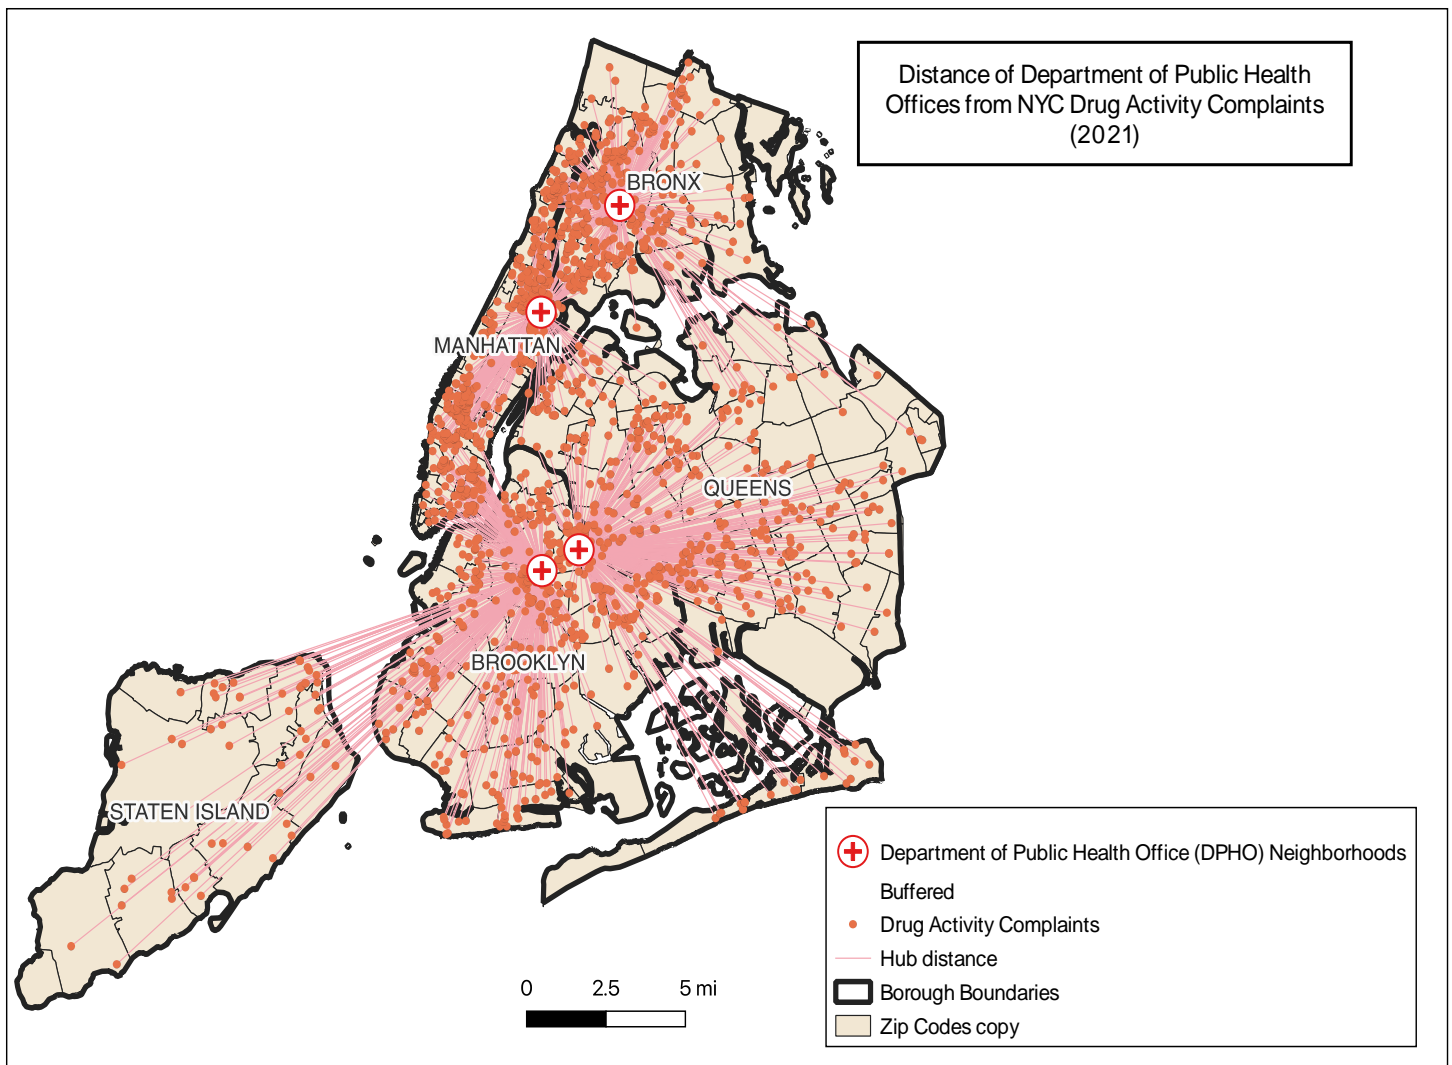 Distance of Department of Public Health
Offices from NYC Drug Activity Complaints
(2021)
BRONX
MANHATTAN
QUEENS
BROOKLYN
STATEN ISLAND
Department of Public Health Office (DPHO) Neighborhoods
Buffered
Drug Activity Complaints
Hub distance
Borough Boundaries
Zip Codes copy
0 2.5 5 mi